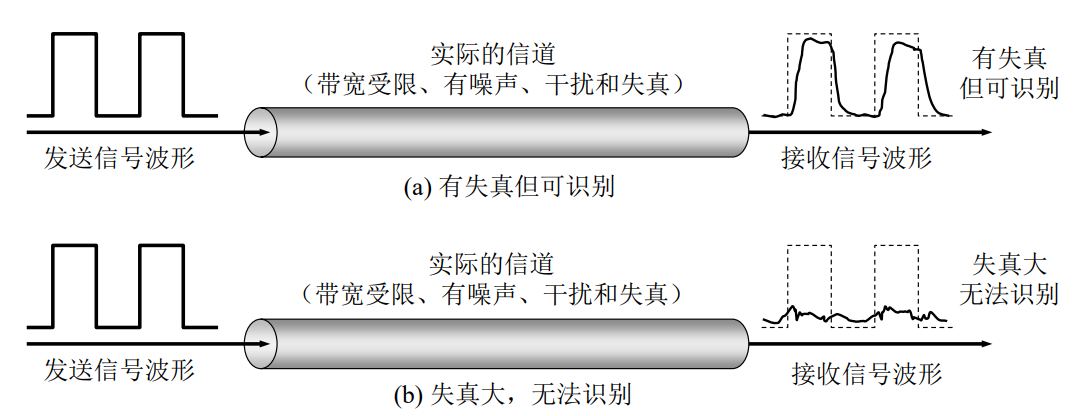 实际的信道
（带宽受限、有噪声、干扰和失真）
有失真
但可识别
发送信号波形
接收信号波形
(a) 有失真但可识别
实际的信道
（带宽受限、有噪声、干扰和失真）
失真大
无法识别
发送信号波形
接收信号波形
(b) 失真大，无法识别